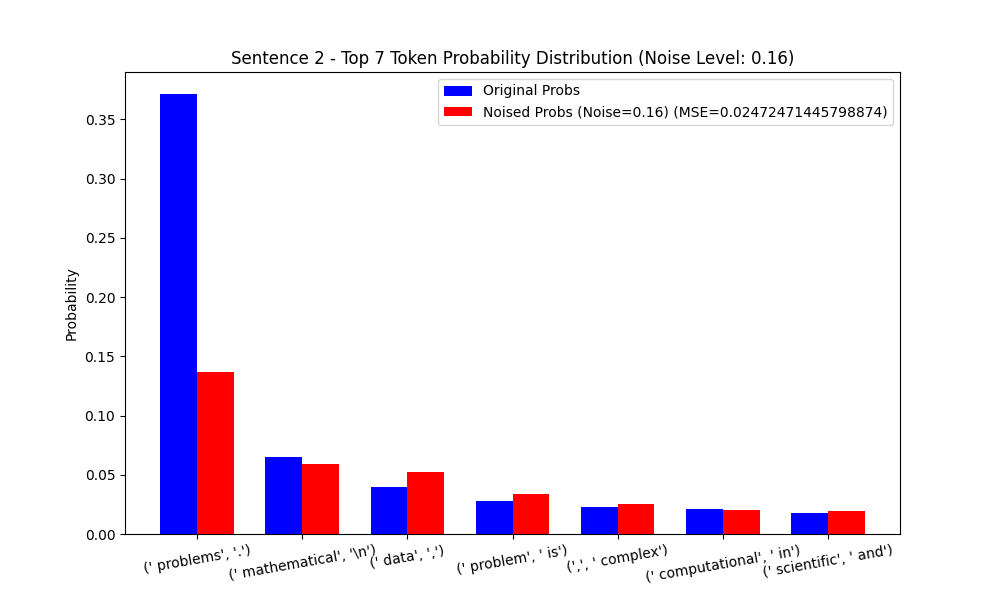 Sentence 2 - Top 7 Token Probability Distribution (Noise Level: 0.16)
Original Probs
Noised Probs (Noise=0.16) (MSE=0.02472471445798874)
Probability
0.35
0.30
0.25
0.20
0.15
0.10
0.05
0.00
(' problems', '.')
(' mathematical', '\n')
(' data', ',')
(' problem', ' is')
(',', ' complex')
(' computational', ' in')
(' scientific', ' and')